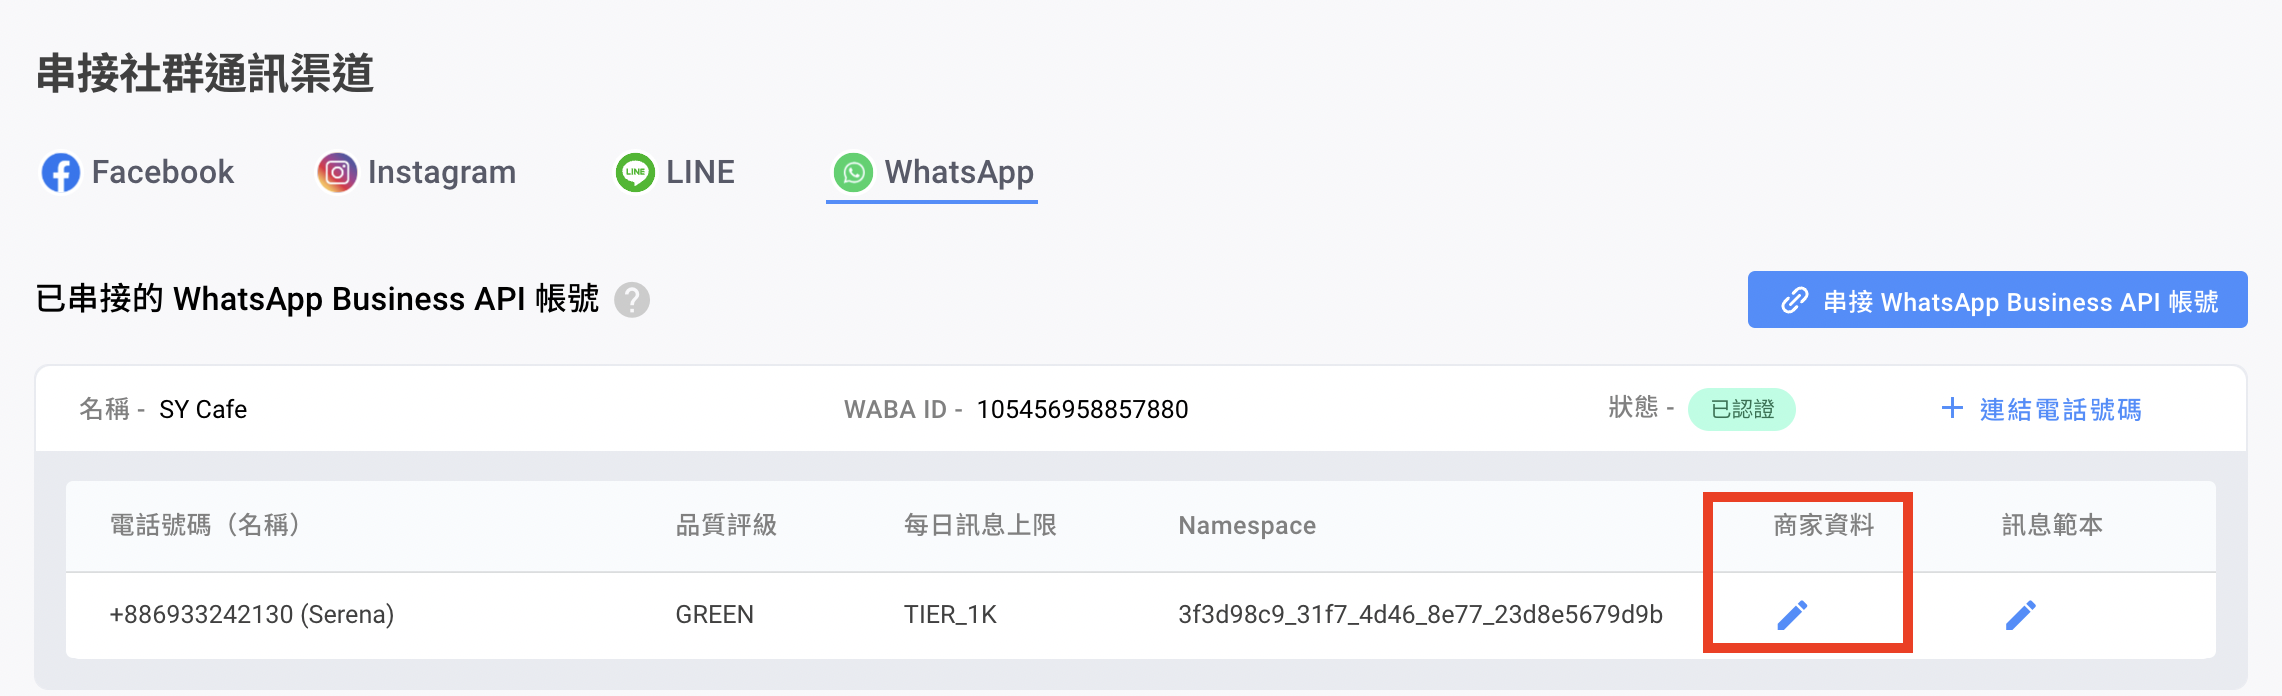 串接社群通訊渠道
Facebook Instagram LINE WhatsApp
已串接的 WhatsApp Business API 帳號 ?
串接 WhatsApp Business API 帳號
名稱 - SY Cafe WABA ID - 105456958857880 狀態 - 已認證 + 連結電話號碼
電話號碼（名稱） 品質評級 每日訊息上限 Namespace 商家資料 訊息範本
+886933242130 (Serena) GREEN TIER_1K 3f3d98c9_31f7_4d46_8e77_23d8e5679d9b